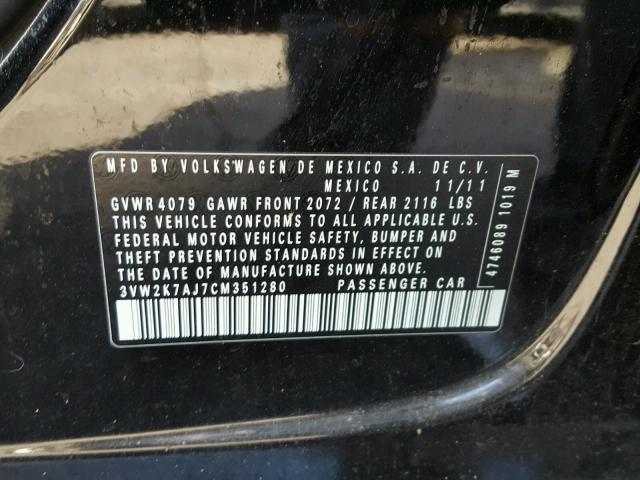 MFD BY VOLKSWAGEN DE MEXICO S.A. DE C.V.
MEXICO 11/11
GVWR 4079 GAWR FRONT 2072 / REAR 2116 LBS
THIS VEHICLE CONFORMS TO ALL APPLICABLE U.S.
FEDERAL MOTOR VEHICLE SAFETY, BUMPER AND
THEFT PREVENTION STANDARDS IN EFFECT ON
THE DATE OF MANUFACTURE SHOWN ABOVE.
3VW2K7AJ7CM351280 PASSENGER CAR
4746089 1019 M